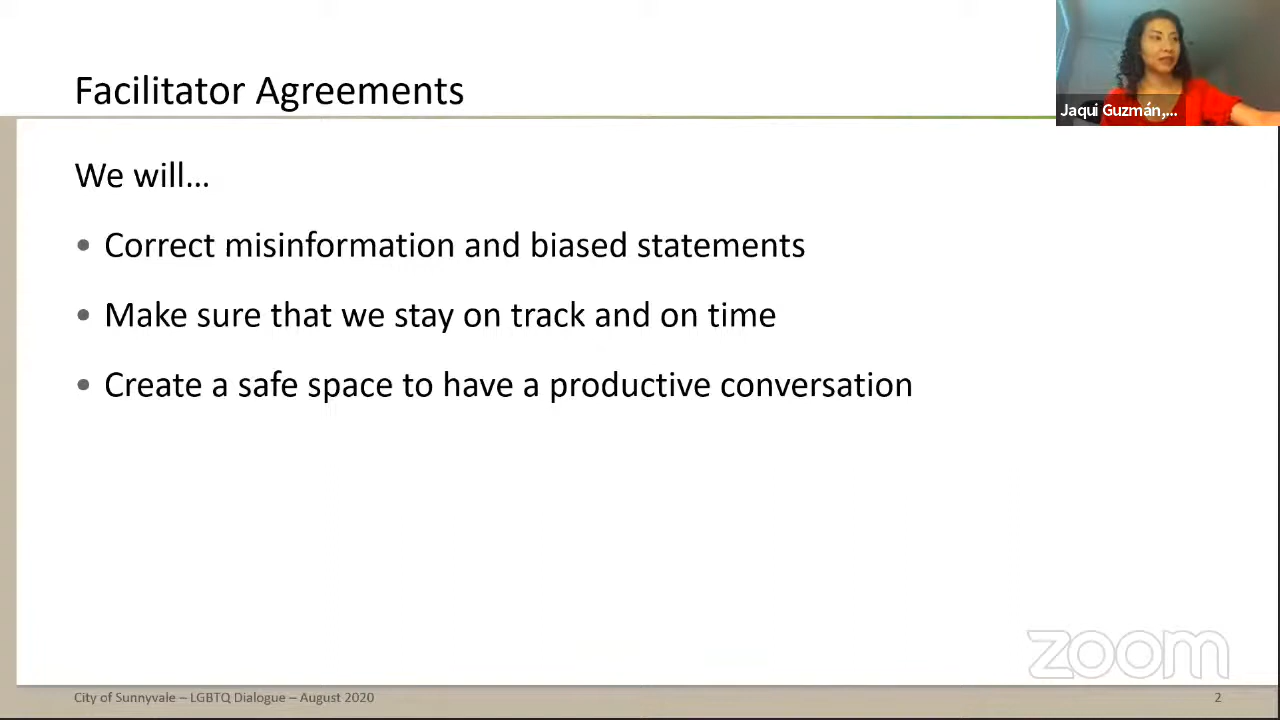 Facilitator Agreements
Jaqui Guzmán,...
We will...
• Correct misinformation and biased statements
• Make sure that we stay on track and on time
• Create a safe space to have a productive conversation
zoom
City of Sunnyvale – LGBTQ Dialogue – August 2020
2